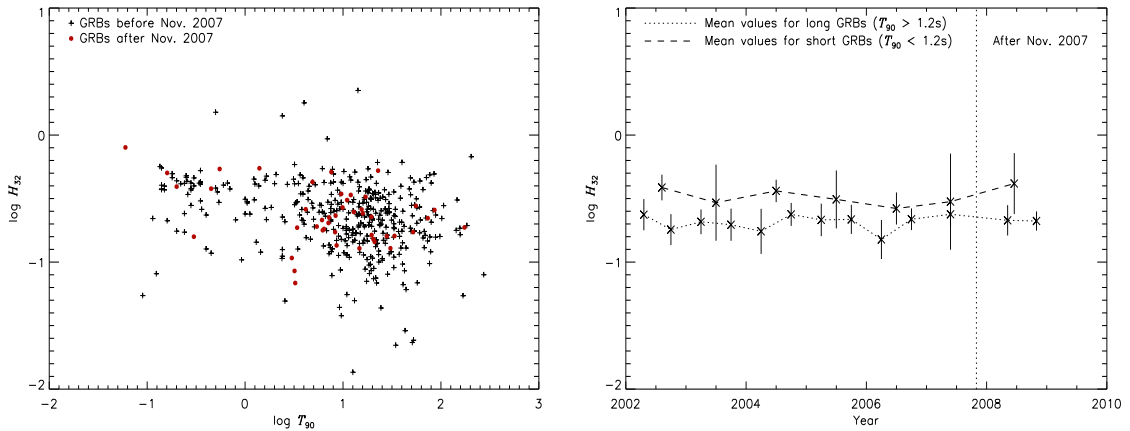 GRBs before Nov. 2007
GRBs after Nov. 2007
1
0
−1
−2
log H32
−2 −1 0 1 2 3
log T90
Mean values for long GRBs (T90 > 1.2s)
Mean values for short GRBs (T90 < 1.2s)
After Nov. 2007
1
0
−1
−2
log H32
2002 2004 2006 2008 2010
Year